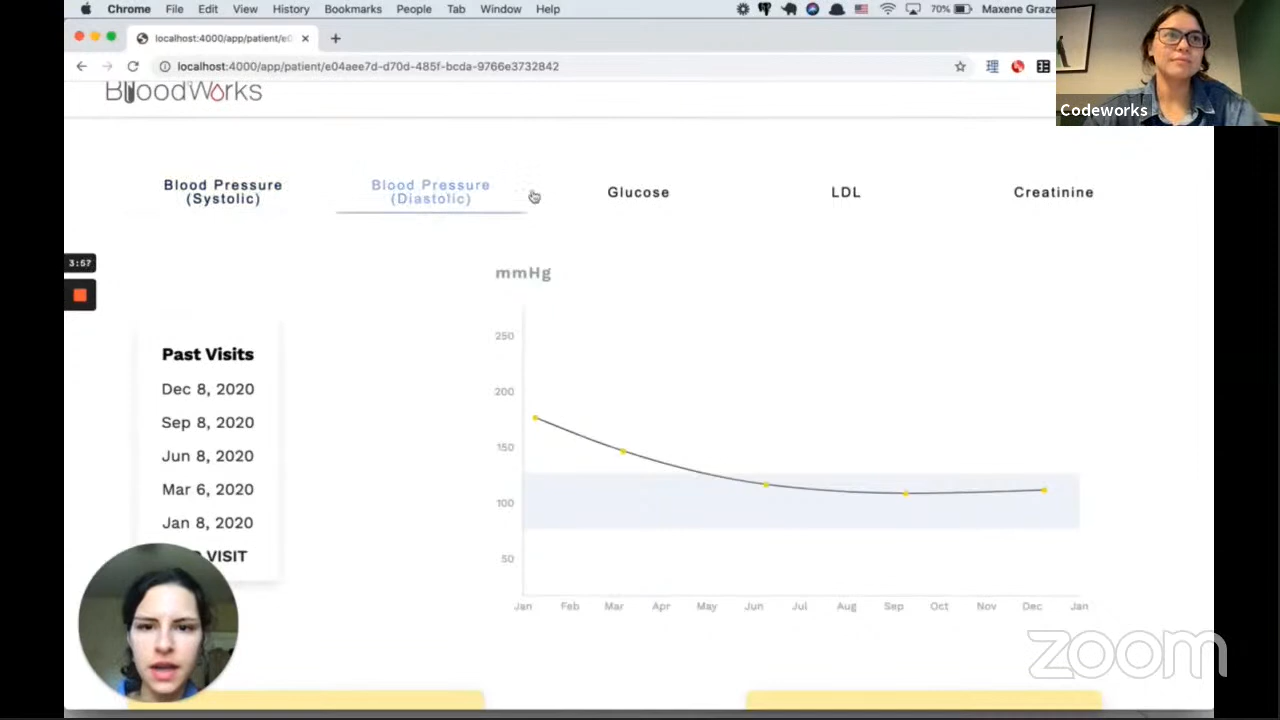 Chrome File Edit View History Bookmarks People Tab Window Help 70% Maxene Graze
localhost:4000/app/patient/e0
localhost:4000/app/patient/e04aee7d-d70d-485f-bcda-9766e3732842
Codeworks
BloodWorks
Blood Pressure
(Systolic)
Blood Pressure
(Diastolic)
Glucose
LDL
Creatinine
3:57
mmHg
250
200
150
100
50
Jan Feb Mar Apr May Jun Jul Aug Sep Oct Nov Dec Jan
Past Visits
Dec 8, 2020
Sep 8, 2020
Jun 8, 2020
Mar 6, 2020
Jan 8, 2020
VISIT
zoom